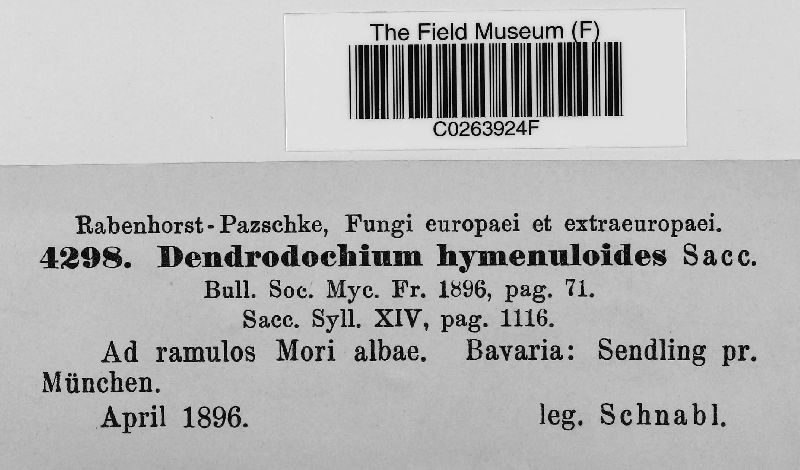 The Field Museum (F)
C0263924F
Rabenhorst-Pazschke, Fungi europaei et extraeuropaei.
4298. Dendrodochium hymenuloides Sacc.
Bull. Soc. Myc. Fr. 1896, pag. 71.
Sacc. Syll. XIV, pag. 1116.
Ad ramulos Mori albae. Bavaria: Sendling pr.
München.
April 1896. leg. Schnabl.